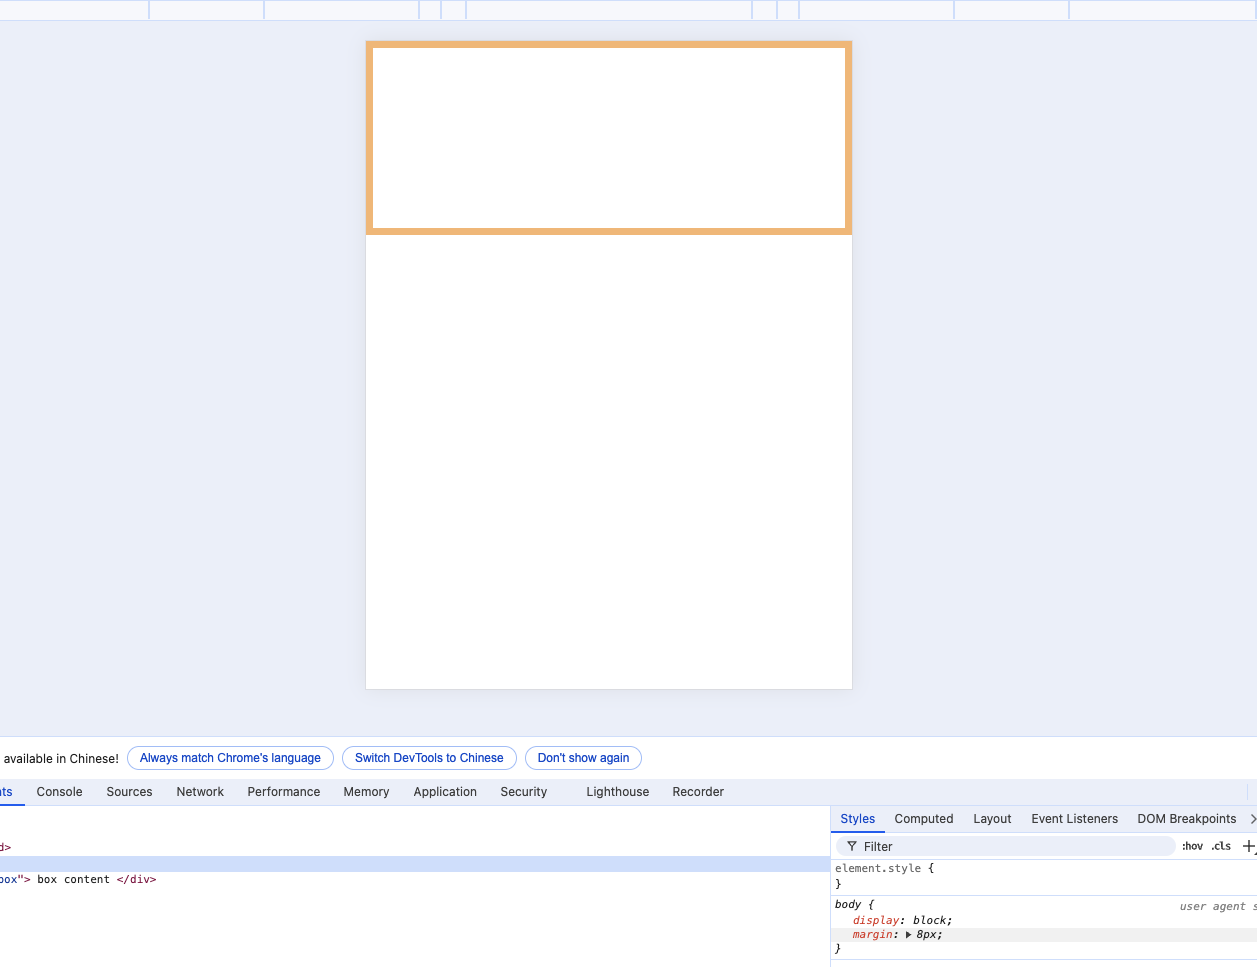 available in Chinese! Always match Chrome's language Switch DevTools to Chinese Don't show again
Console Sources Network Performance Memory Application Security Lighthouse Recorder
Styles Computed Layout Event Listeners DOM Breakpoints
d>
Filter :hov .cls
element.style {
}
box"> box content </div>
body { user agent s
display: block;
margin: 8px;
}